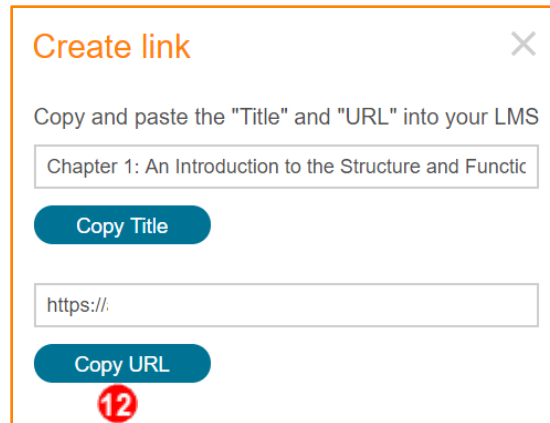 Create link
Copy and paste the "Title" and "URL" into your LMS
Chapter 1: An Introduction to the Structure and
Copy Title
https://
Copy URL
12